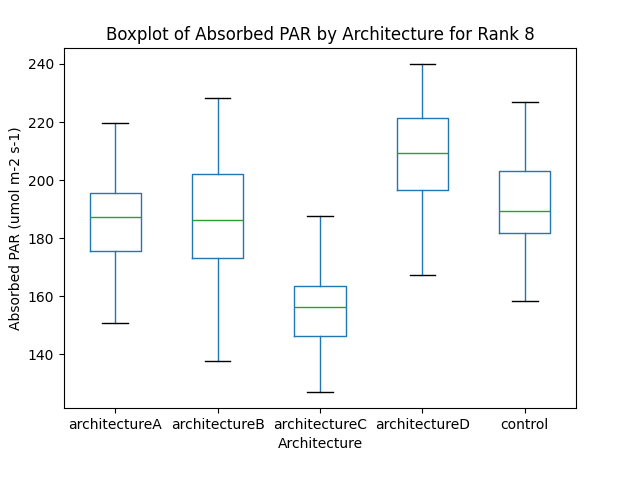 Boxplot of Absorbed PAR by Architecture for Rank 8
Absorbed PAR (umol m-2 s-1)
240
220
200
180
160
140
architectureA architectureB architectureC architectureD control
Architecture